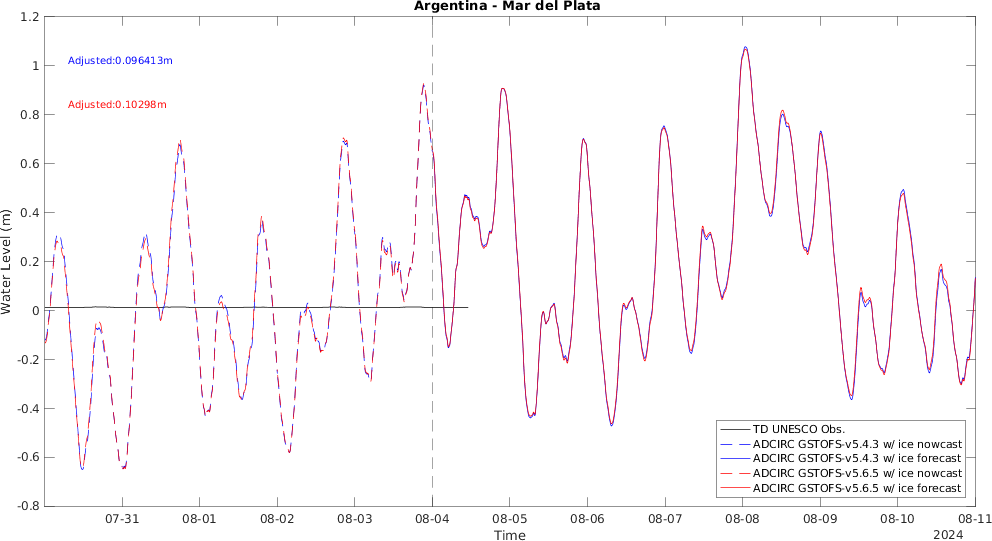 Argentina - Mar del Plata
1.2
1
0.8
0.6
0.4
0.2
0
-0.2
-0.4
-0.6
-0.8
Water Level (m)
Adjusted:0.096413m
Adjusted:0.10298m
TD UNESCO Obs.
ADCIRC GSTOFS-v5.4.3 w/ ice nowcast
ADCIRC GSTOFS-v5.4.3 w/ ice forecast
ADCIRC GSTOFS-v5.6.5 w/ ice nowcast
ADCIRC GSTOFS-v5.6.5 w/ ice forecast
07-31 08-01 08-02 08-03 08-04 08-05 08-06 08-07 08-08 08-09 08-10 08-11
Time
2024